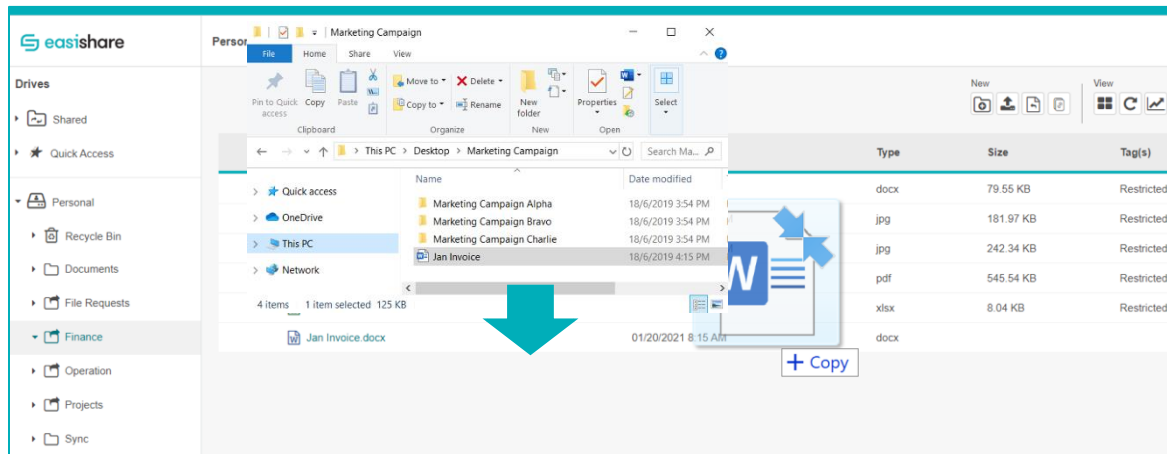 easishare
Marketing Campaign
File Home Share View
Drives
Shared
Quick Access
Personal
Recycle Bin
Documents
File Requests
Finance
Operation
Projects
Sync
Pin to Quick access
Copy
Paste
Clipboard
Move to
Copy to
Delete
Rename
Organize
New folder
New
Properties
Open
Select
This PC > Desktop > Marketing Campaign
Search Ma...
Quick access
OneDrive
This PC
Network
Name Date modified
Marketing Campaign Alpha 18/6/2019 3:54 PM
Marketing Campaign Bravo 18/6/2019 3:54 PM
Marketing Campaign Charlie 18/6/2019 3:54 PM
Jan Invoice 18/6/2019 4:15 PM
4 items 1 item selected 125 KB
New View
Type Size Tag(s)
docx 79.55 KB Restricted
jpg 181.97 KB Restricted
jpg 242.34 KB Restricted
pdf 545.54 KB Restricted
xlsx 8.04 KB Restricted
Jan Invoice.docx 01/20/2021 8:15 AM docx
W
+ Copy